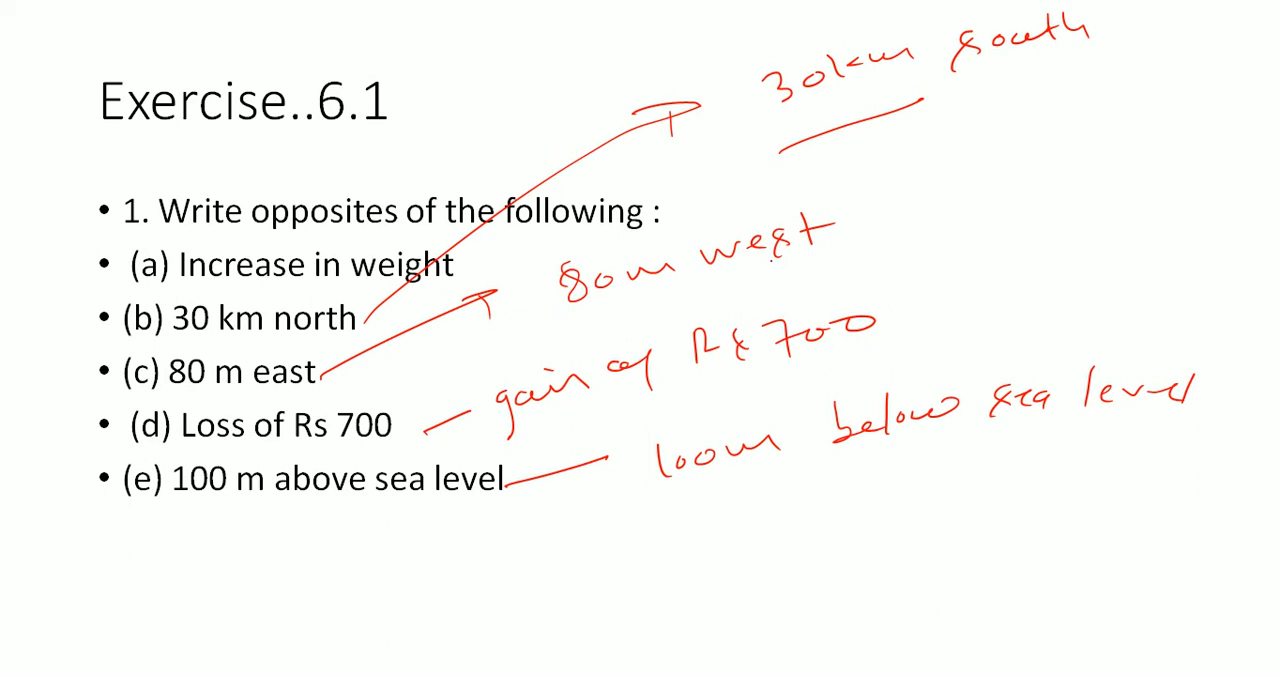 Exercise..6.1
30km south
• 1. Write opposites of the following :
• (a) Increase in weight
• (b) 30 km north
80m west
• (c) 80 m east
• (d) Loss of Rs 700
gain of Rs 700
• (e) 100 m above sea level
100m below sea level